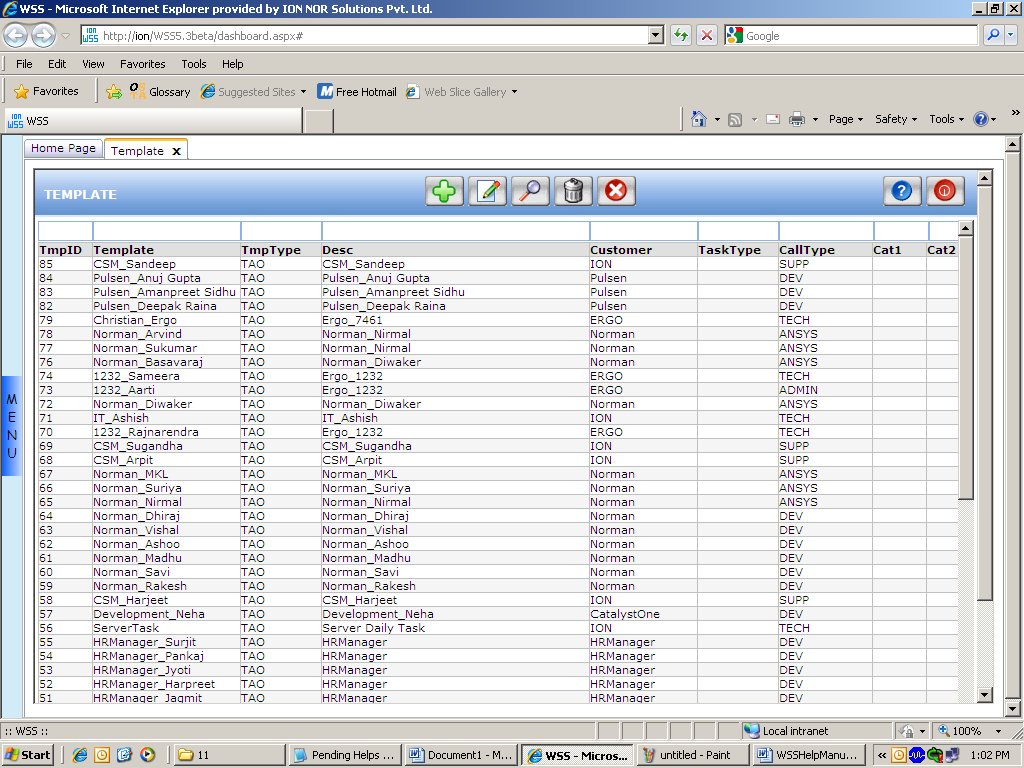 WSS - Microsoft Internet Explorer provided by ION NOR Solutions Pvt. Ltd.
http://ion/WSS5.3beta/dashboard.aspx#
Google
File Edit View Favorites Tools Help
Favorites Glossary Suggested Sites Free Hotmail Web Slice Gallery
WSS Page Safety Tools
Home Page Template x
TEMPLATE
TmpID Template TmpType Desc Customer TaskType CallType Cat1 Cat2
85 CSM_Sandeep TAO CSM_Sandeep ION SUPP
84 Pulsen_Anuj Gupta TAO Pulsen_Anuj Gupta Pulsen DEV
83 Pulsen_Amanpreet Sidhu TAO Pulsen_Amanpreet Sidhu Pulsen DEV
82 Pulsen_Deepak Raina TAO Pulsen_Deepak Raina Pulsen DEV
79 Christian_Ergo TAO Ergo_7461 ERGO TECH
78 Norman_Arvind TAO Norman_Nirmal Norman ANSYS
77 Norman_Sukumar TAO Norman_Nirmal Norman ANSYS
76 Norman_Basavaraj TAO Norman_Diwaker Norman ANSYS
74 1232_Sameera TAO Ergo_1232 ERGO TECH
73 1232_Aarti TAO Ergo_1232 ERGO ADMIN
72 Norman_Diwaker TAO Norman_Diwaker Norman ANSYS
71 IT_Ashish TAO IT_Ashish ION TECH
70 1232_Rajnarendra TAO Ergo_1232 ERGO TECH
69 CSM_Sugandha TAO CSM_Sugandha ION SUPP
68 CSM_Arpit TAO CSM_Arpit ION SUPP
67 Norman_MKL TAO Norman_MKL Norman ANSYS
66 Norman_Suriya TAO Norman_Suriya Norman ANSYS
65 Norman_Nirmal TAO Norman_Nirmal Norman ANSYS
64 Norman_Dhiraj TAO Norman_Dhiraj Norman DEV
63 Norman_Vishal TAO Norman_Vishal Norman DEV
62 Norman_Ashoo TAO Norman_Ashoo Norman DEV
61 Norman_Madhu TAO Norman_Madhu Norman DEV
60 Norman_Savi TAO Norman_Savi Norman DEV
59 Norman_Rakesh TAO Norman_Rakesh Norman DEV
58 CSM_Harjeet TAO CSM_Harjeet ION SUPP
57 Development_Neha TAO Development_Neha CatalystOne DEV
56 ServerTask TAO Server Daily Task ION TECH
55 HRManager_Surjit TAO HRManager HRManager DEV
54 HRManager_Pankaj TAO HRManager HRManager DEV
53 HRManager_Jyoti TAO HRManager HRManager DEV
52 HRManager_Harpreet TAO HRManager HRManager DEV
51 HRManager_Jagmit TAO HRManager HRManager DEV
MENU
:: WSS :: Local intranet 100%
Start 11 Pending Helps ... Document1 - M... WSS - Micros... untitled - Paint WSSHelpManu... 1:02 PM